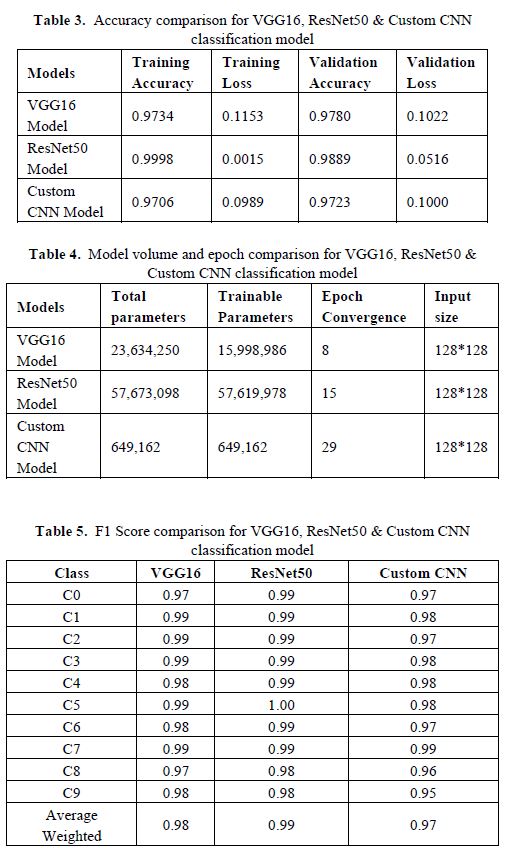 Table 3. Accuracy comparison for VGG16, ResNet50 & Custom CNN
classification model
Models Training Accuracy Training Loss Validation Accuracy Validation Loss
VGG16 Model 0.9734 0.1153 0.9780 0.1022
ResNet50 Model 0.9998 0.0015 0.9889 0.0516
Custom CNN Model 0.9706 0.0989 0.9723 0.1000
Table 4. Model volume and epoch comparison for VGG16, ResNet50 &
Custom CNN classification model
Models Total parameters Trainable Parameters Epoch Convergence Input size
VGG16 Model 23,634,250 15,998,986 8 128*128
ResNet50 Model 57,673,098 57,619,978 15 128*128
Custom CNN Model 649,162 649,162 29 128*128
Table 5. F1 Score comparison for VGG16, ResNet50 & Custom CNN
classification model
Class VGG16 ResNet50 Custom CNN
C0 0.97 0.99 0.97
C1 0.99 0.99 0.98
C2 0.99 0.99 0.97
C3 0.99 0.99 0.98
C4 0.98 0.99 0.98
C5 0.99 1.00 0.98
C6 0.98 0.99 0.97
C7 0.99 0.99 0.99
C8 0.97 0.98 0.96
C9 0.98 0.98 0.95
Average Weighted 0.98 0.99 0.97